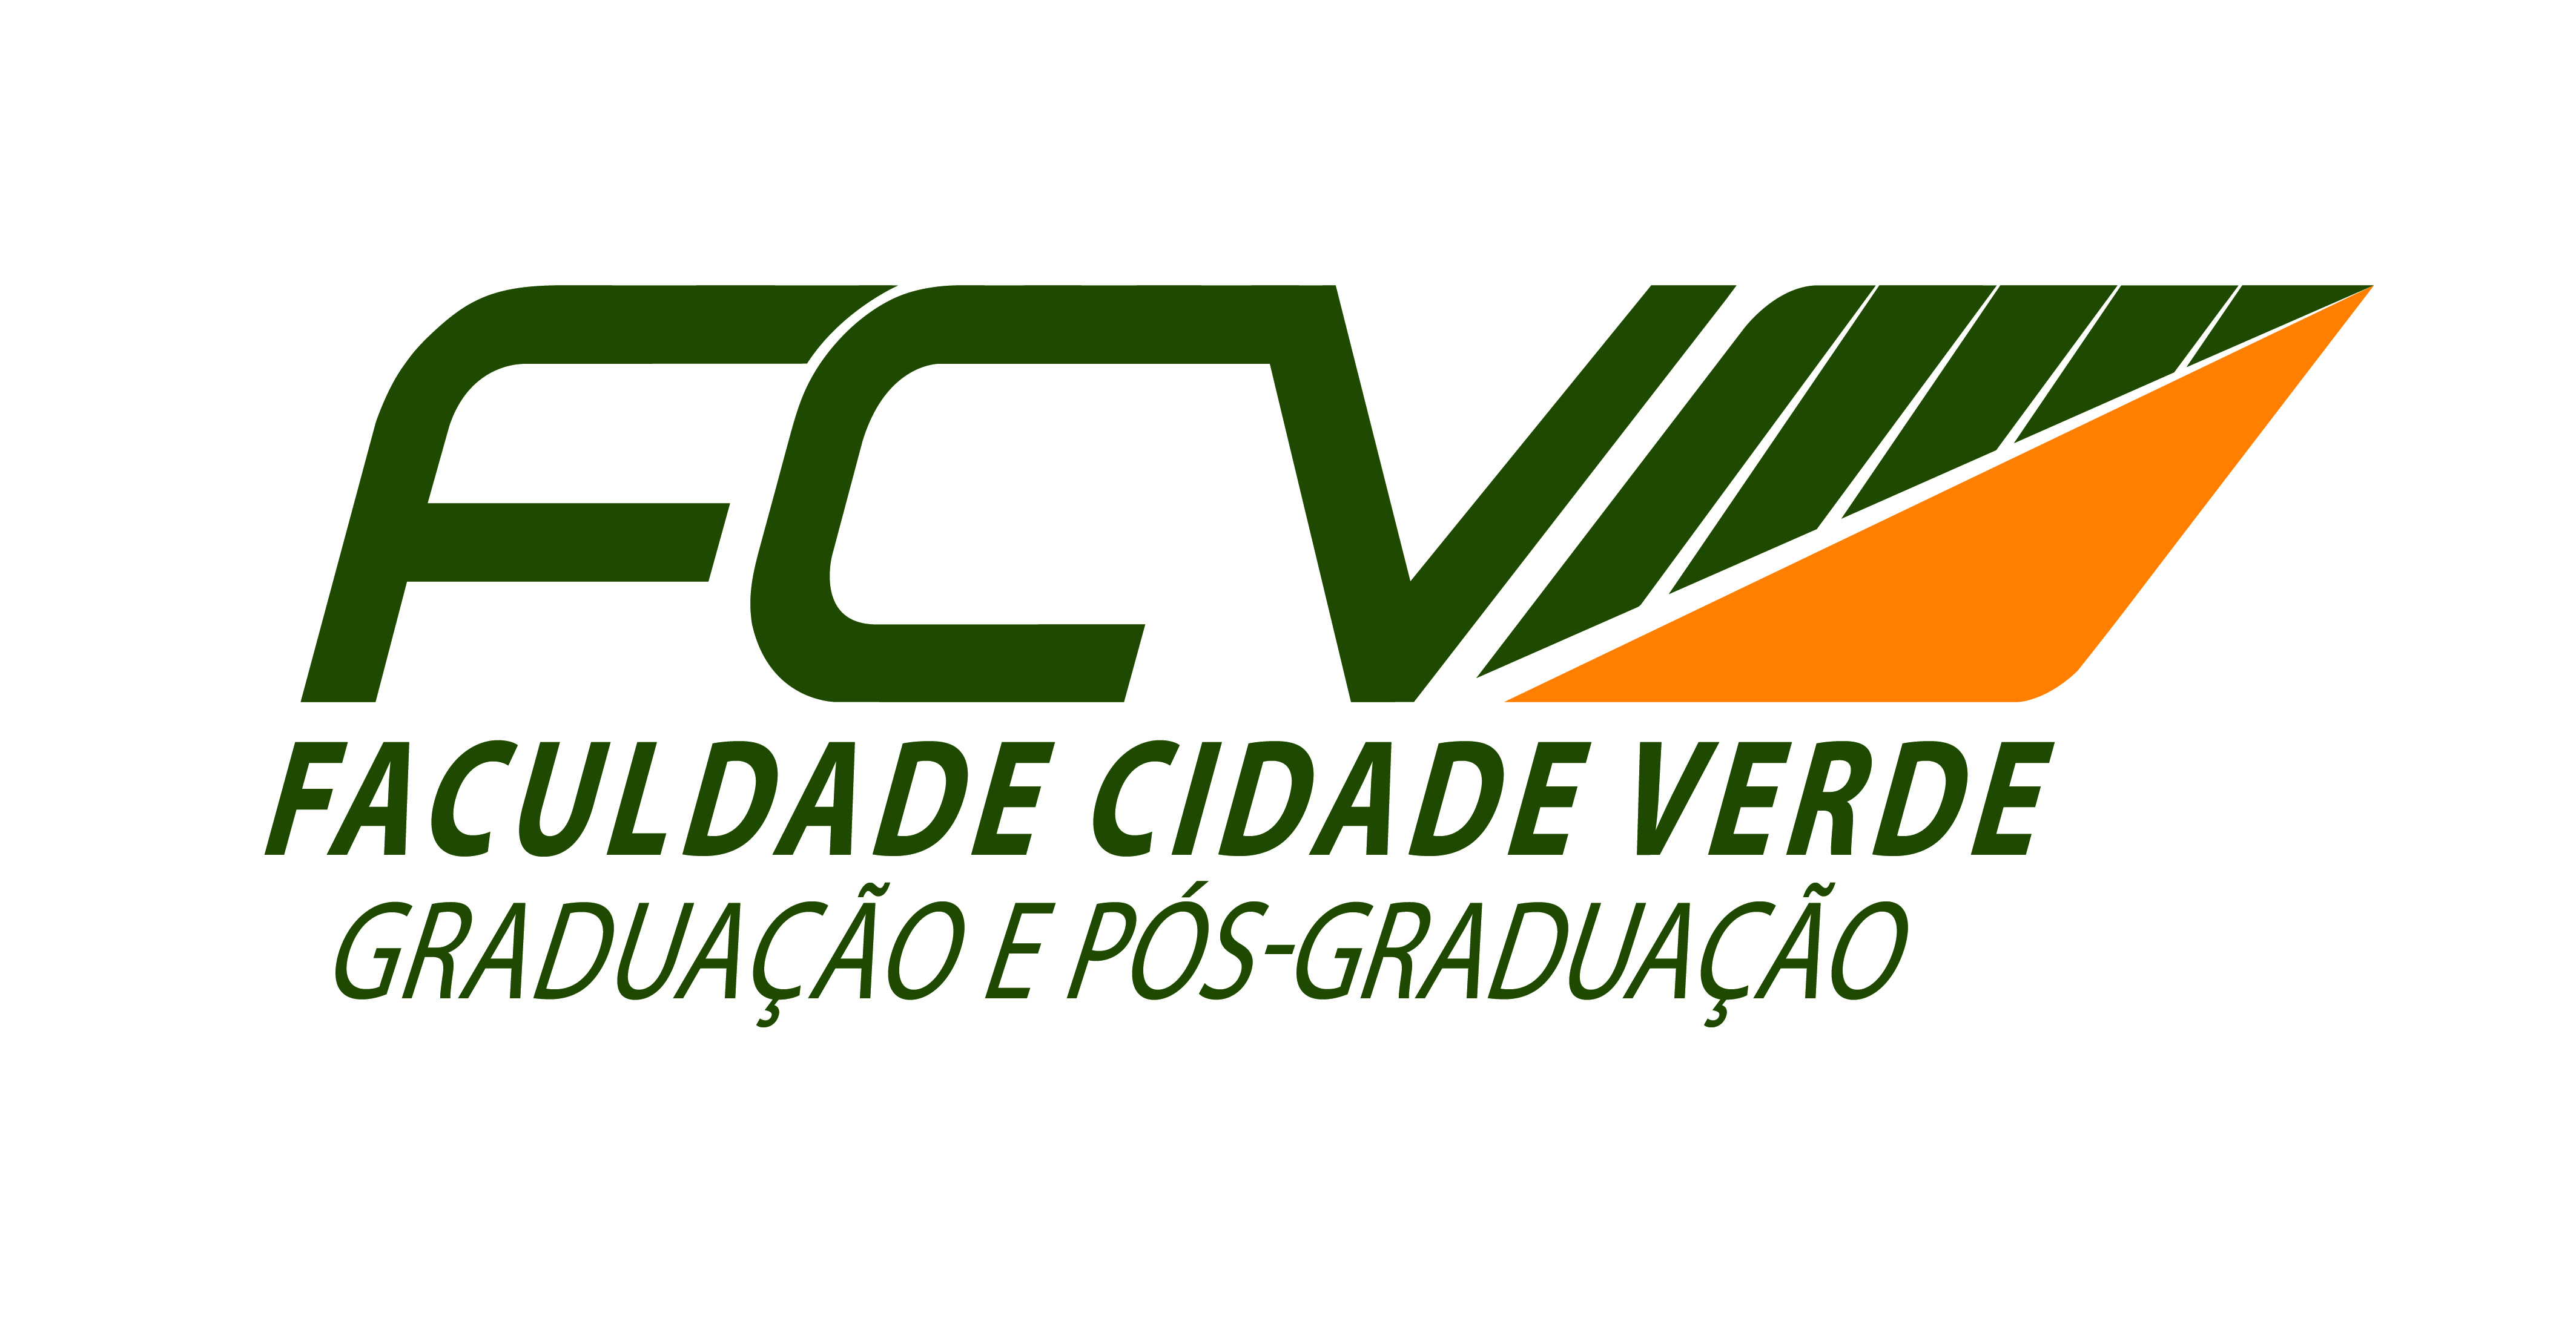 FCV
FACULDADE CIDADE VERDE
GRADUAÇÃO E PÓS-GRADUAÇÃO